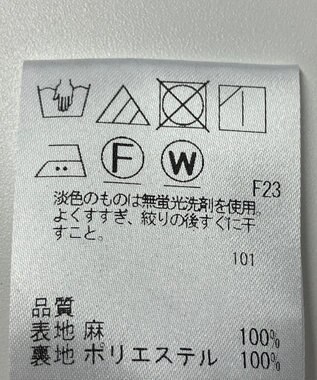 F
W
F23
淡色のものは無蛍光洗剤を使用。
よくすすぎ、絞りの後すぐに干
すこと。
101
品質
表地 麻 100%
裏地 ポリエステル 100%